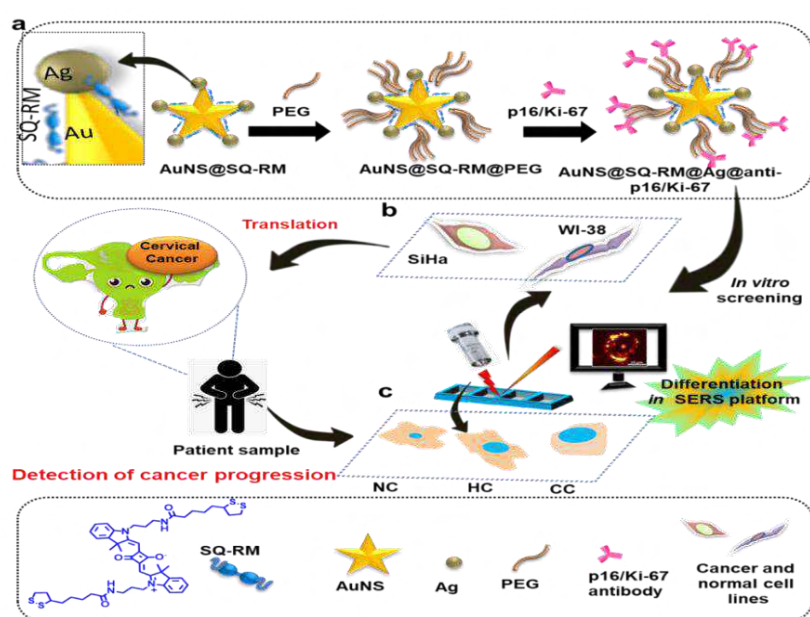 a
SQ-RM
Ag
Au
PEG
p16/Ki-67
AuNS@SQ-RM
AuNS@SQ-RM@PEG
AuNS@SQ-RM@Ag@anti-
p16/Ki-67
b
Translation
Cervical
Cancer
SiHa
WI-38
In vitro
screening
Differentiation
in SERS platform
c
Patient sample
Detection of cancer progression
NC
HC
CC
S
S
HN
O
N
O
O⁻
N
+
O
HN
S
S
SQ-RM
AuNS
Ag
PEG
p16/Ki-67
antibody
Cancer and
normal cell
lines